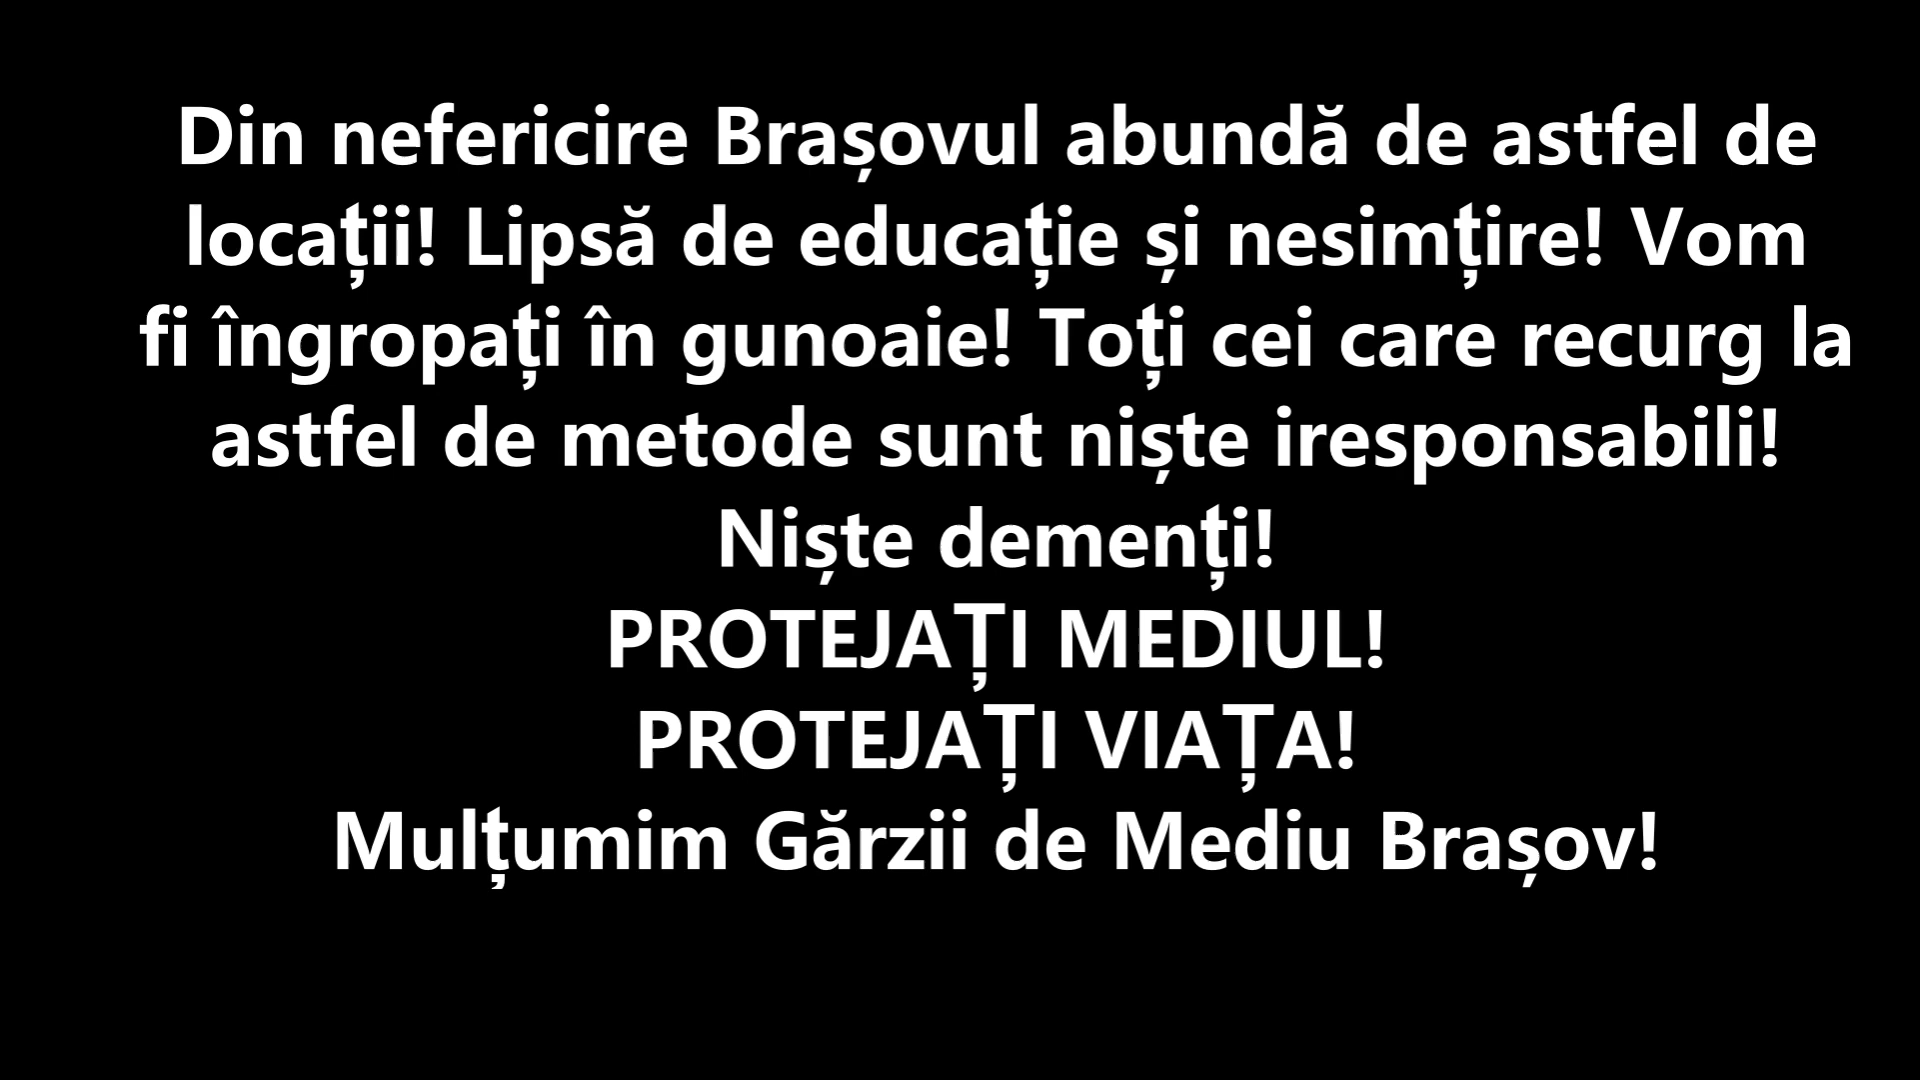 Din nefericire Brașovul abundă de astfel de
locații! Lipsă de educație și nesimțire! Vom
fi îngropați în gunoaie! Toți cei care recurg la
astfel de metode sunt niște iresponsabili!
Niște demenți!
PROTEJAȚI MEDIUL!
PROTEJAȚI VIAȚA!
Mulțumim Gărzii de Mediu Brașov!